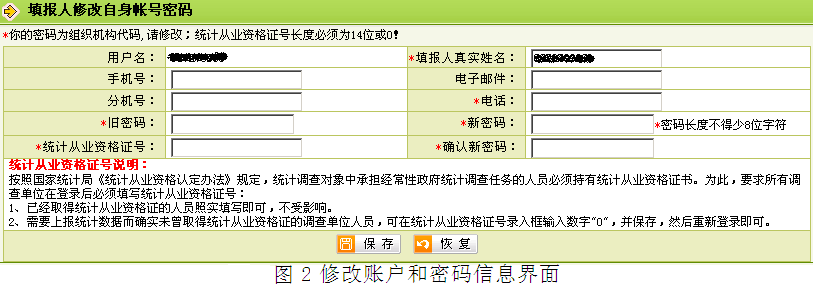 填报人修改自身帐号密码
*你的密码为组织机构代码,请修改；统计从业资格证号长度必须为14位或0!
用户名： *填报人真实姓名：
手机号： 电子邮件：
分机号： *电话：
*旧密码： *新密码： *密码长度不得少8位字符
*统计从业资格证号： *确认新密码：
统计从业资格证号说明：
按照国家统计局《统计从业资格认定办法》规定，统计调查对象中承担经常性政府统计调查任务的人员必须持有统计从业资格证书。为此，要求所有调
查单位在登录后必须填写统计从业资格证号：
1、已经取得统计从业资格证的人员照实填写即可，不受影响。
2、需要上报统计数据而确实未曾取得统计从业资格证的调查单位人员，可在统计从业资格证号录入框输入数字“0”，并保存，然后重新登录即可。
保存 恢复
图 2 修改账户和密码信息界面